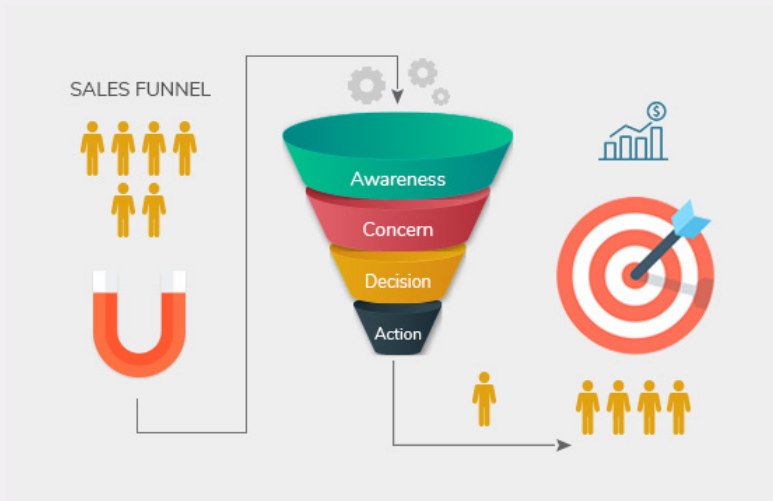 SALES FUNNEL
$
Awareness
Concern
Decision
Action